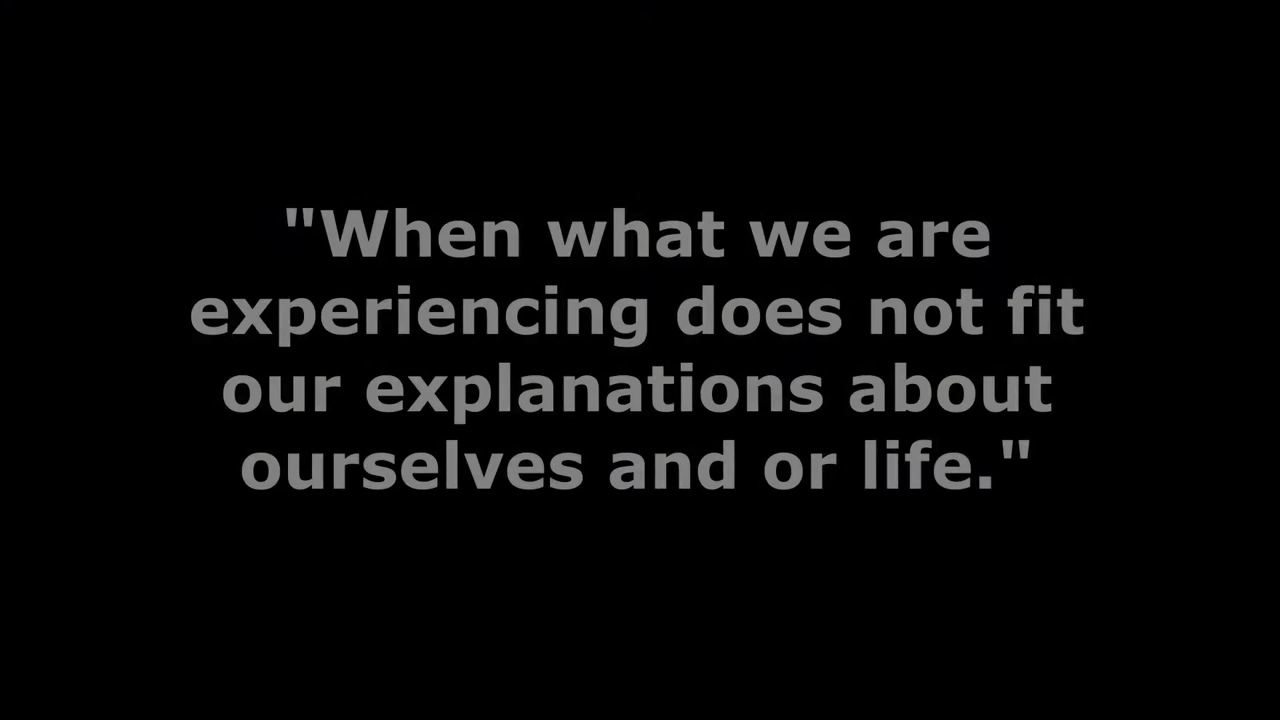 "When what we are
experiencing does not fit
our explanations about
ourselves and or life."